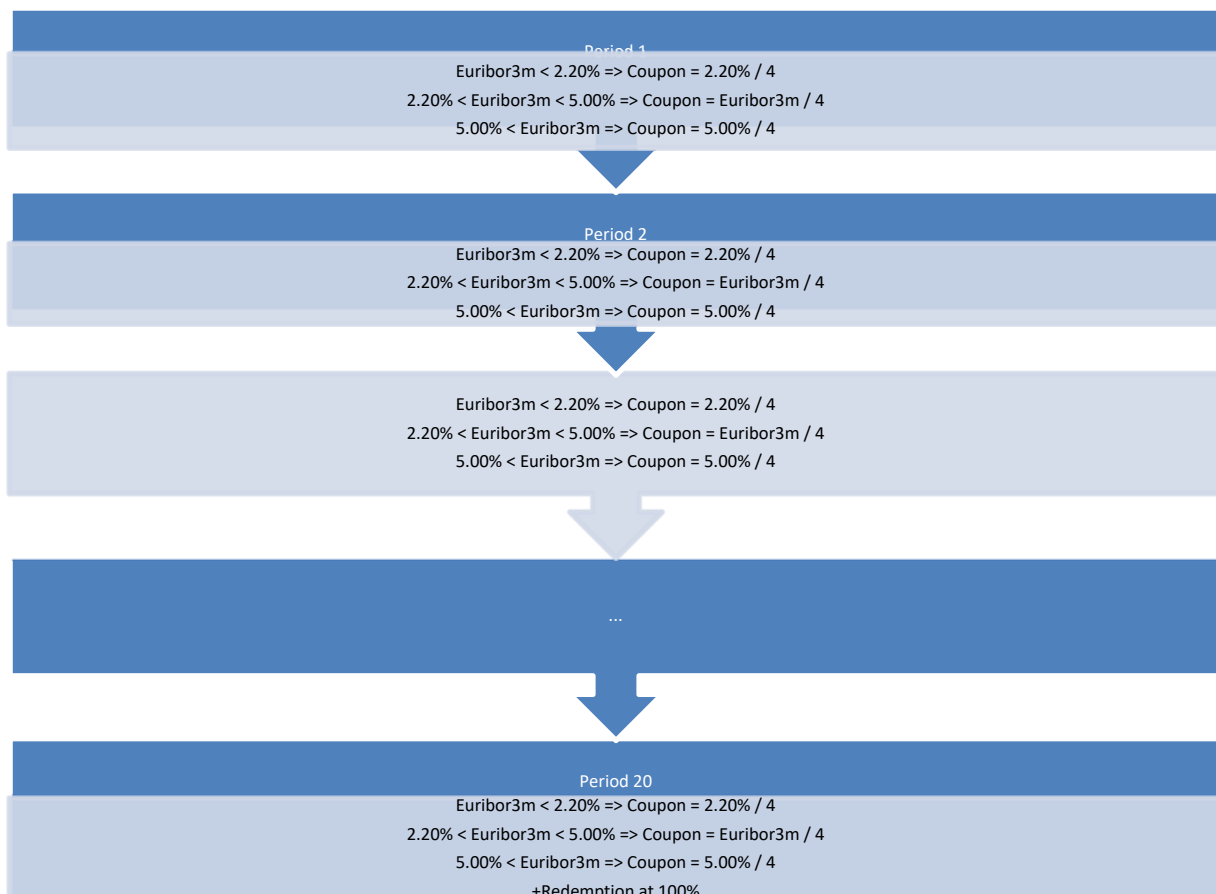 Period 1
Euribor3m < 2.20% => Coupon = 2.20% / 4
2.20% < Euribor3m < 5.00% => Coupon = Euribor3m / 4
5.00% < Euribor3m => Coupon = 5.00% / 4
Period 2
Euribor3m < 2.20% => Coupon = 2.20% / 4
2.20% < Euribor3m < 5.00% => Coupon = Euribor3m / 4
5.00% < Euribor3m => Coupon = 5.00% / 4
Euribor3m < 2.20% => Coupon = 2.20% / 4
2.20% < Euribor3m < 5.00% => Coupon = Euribor3m / 4
5.00% < Euribor3m => Coupon = 5.00% / 4
...
Period 20
Euribor3m < 2.20% => Coupon = 2.20% / 4
2.20% < Euribor3m < 5.00% => Coupon = Euribor3m / 4
5.00% < Euribor3m => Coupon = 5.00% / 4
+Redemption at 100%